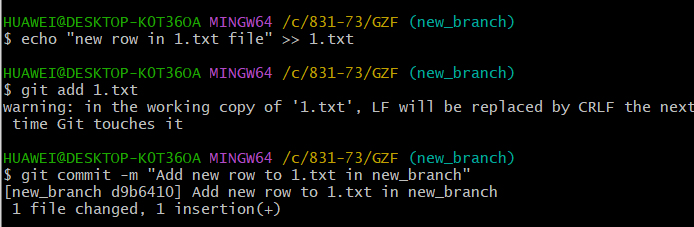 HUAWEI@DESKTOP-KOT36OA MINGW64 /c/831-73/GZF (new_branch)
$ echo "new row in 1.txt file" >> 1.txt
HUAWEI@DESKTOP-KOT36OA MINGW64 /c/831-73/GZF (new_branch)
$ git add 1.txt
warning: in the working copy of '1.txt', LF will be replaced by CRLF the next
 time Git touches it
HUAWEI@DESKTOP-KOT36OA MINGW64 /c/831-73/GZF (new_branch)
$ git commit -m "Add new row to 1.txt in new_branch"
[new_branch d9b6410] Add new row to 1.txt in new_branch
 1 file changed, 1 insertion(+)